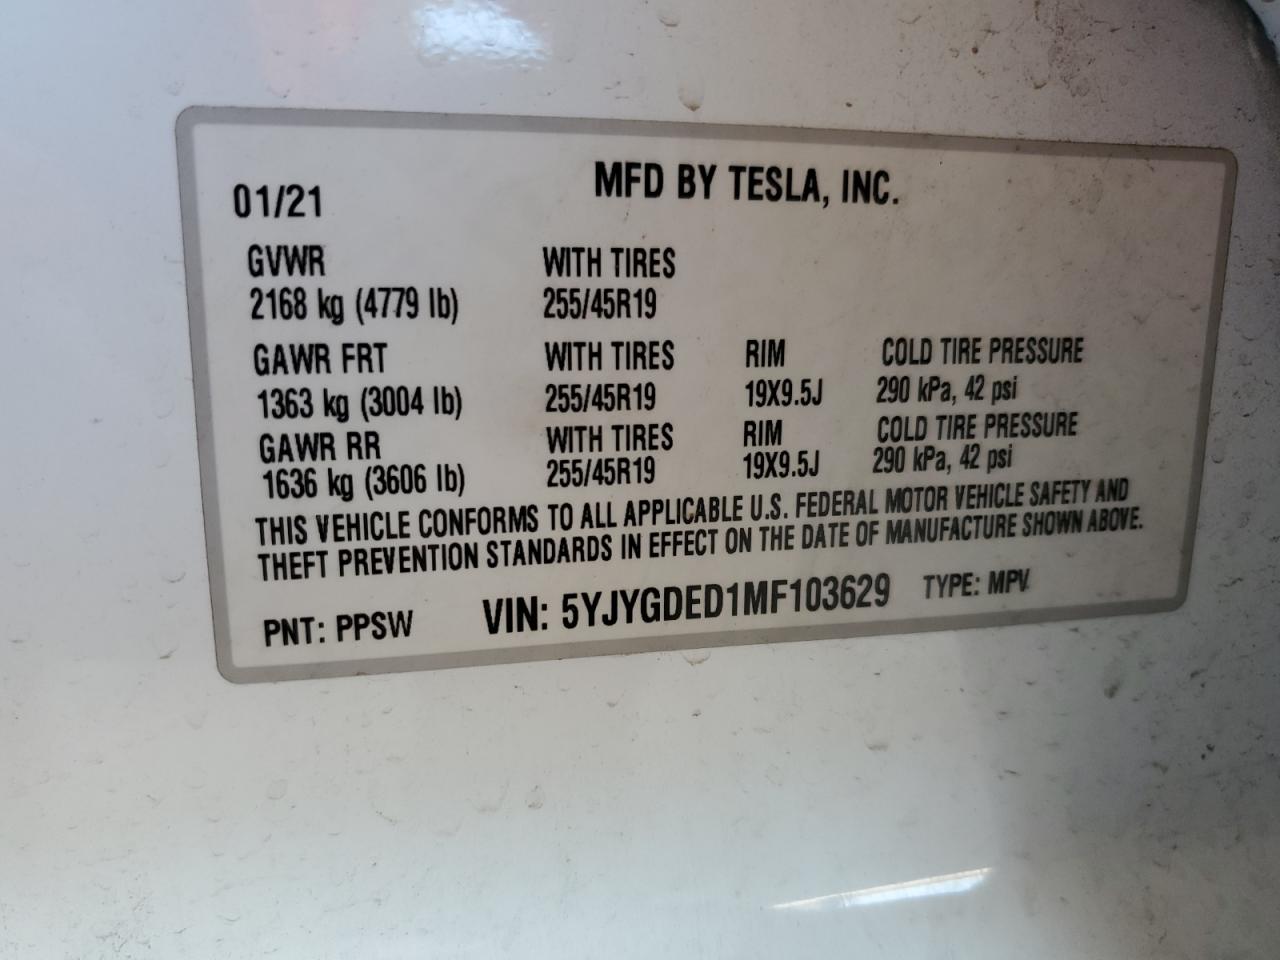 MFD BY TESLA, INC.
01/21
GVWR WITH TIRES
2168 kg (4779 lb) 255/45R19
GAWR FRT WITH TIRES RIM COLD TIRE PRESSURE
1363 kg (3004 lb) 255/45R19 19X9.5J 290 kPa, 42 psi
GAWR RR WITH TIRES RIM COLD TIRE PRESSURE
1636 kg (3606 lb) 255/45R19 19X9.5J 290 kPa, 42 psi
THIS VEHICLE CONFORMS TO ALL APPLICABLE U.S. FEDERAL MOTOR VEHICLE SAFETY AND
THEFT PREVENTION STANDARDS IN EFFECT ON THE DATE OF MANUFACTURE SHOWN ABOVE.
PNT: PPSW VIN: 5YJYGDED1MF103629 TYPE: MPV